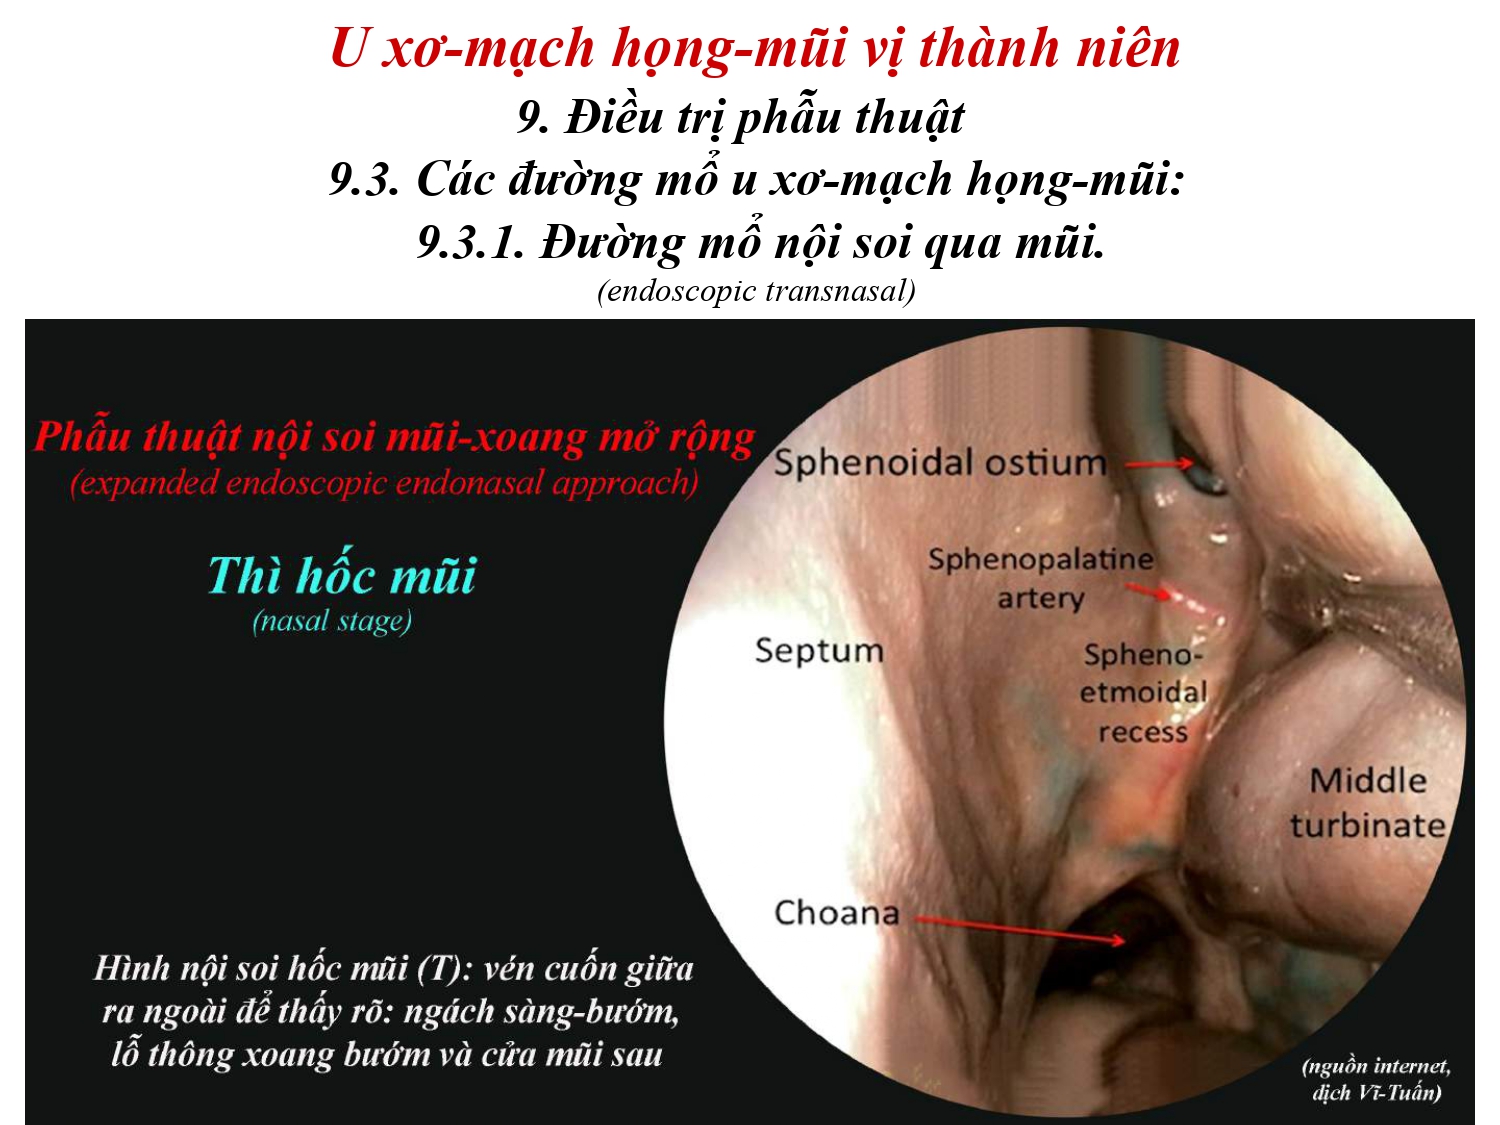 U xơ-mạch họng-mũi vị thành niên
9. Điều trị phẫu thuật
9.3. Các đường mổ u xơ-mạch họng-mũi:
9.3.1. Đường mổ nội soi qua mũi.
(endoscopic transnasal)
Phẫu thuật nội soi mũi-xoang mở rộng
(expanded endoscopic endonasal approach)
Thì hốc mũi
(nasal stage)
Sphenoidal ostium
Sphenopalatine
artery
Septum
Spheno-
etmoidal
recess
Middle
turbinate
Choana
Hình nội soi hốc mũi (T): vén cuốn giữa
ra ngoài để thấy rõ: ngách sàng-bướm,
lỗ thông xoang bướm và cửa mũi sau
(nguồn internet,
dịch Vĩ-Tuấn)